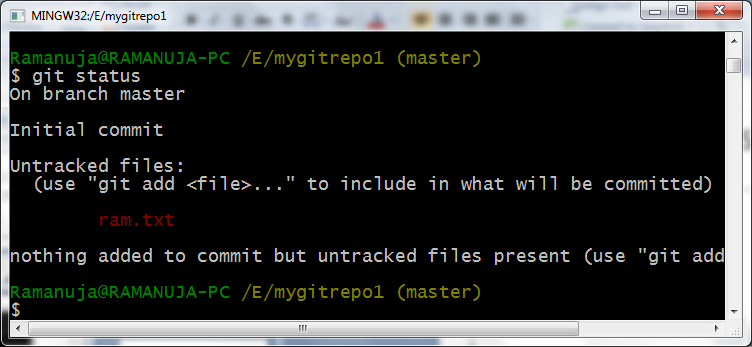 MINGW32:/E/mygitrepo1
Ramanuja@RAMANUJA-PC /E/mygitrepo1 (master)
$ git status
On branch master
Initial commit
Untracked files:
(use "git add <file>..." to include in what will be committed)
ram.txt
nothing added to commit but untracked files present (use "git add
Ramanuja@RAMANUJA-PC /E/mygitrepo1 (master)
$